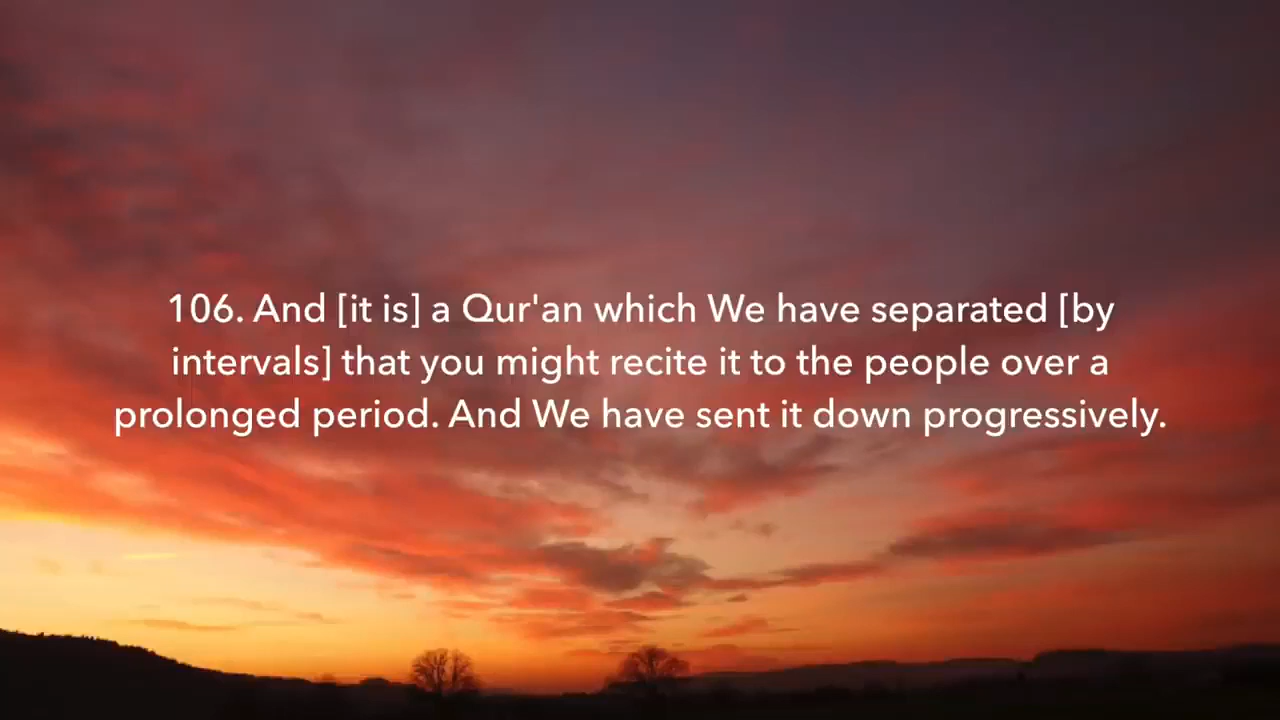 106. And [it is] a Qur'an which We have separated [by
intervals] that you might recite it to the people over a
prolonged period. And We have sent it down progressively.